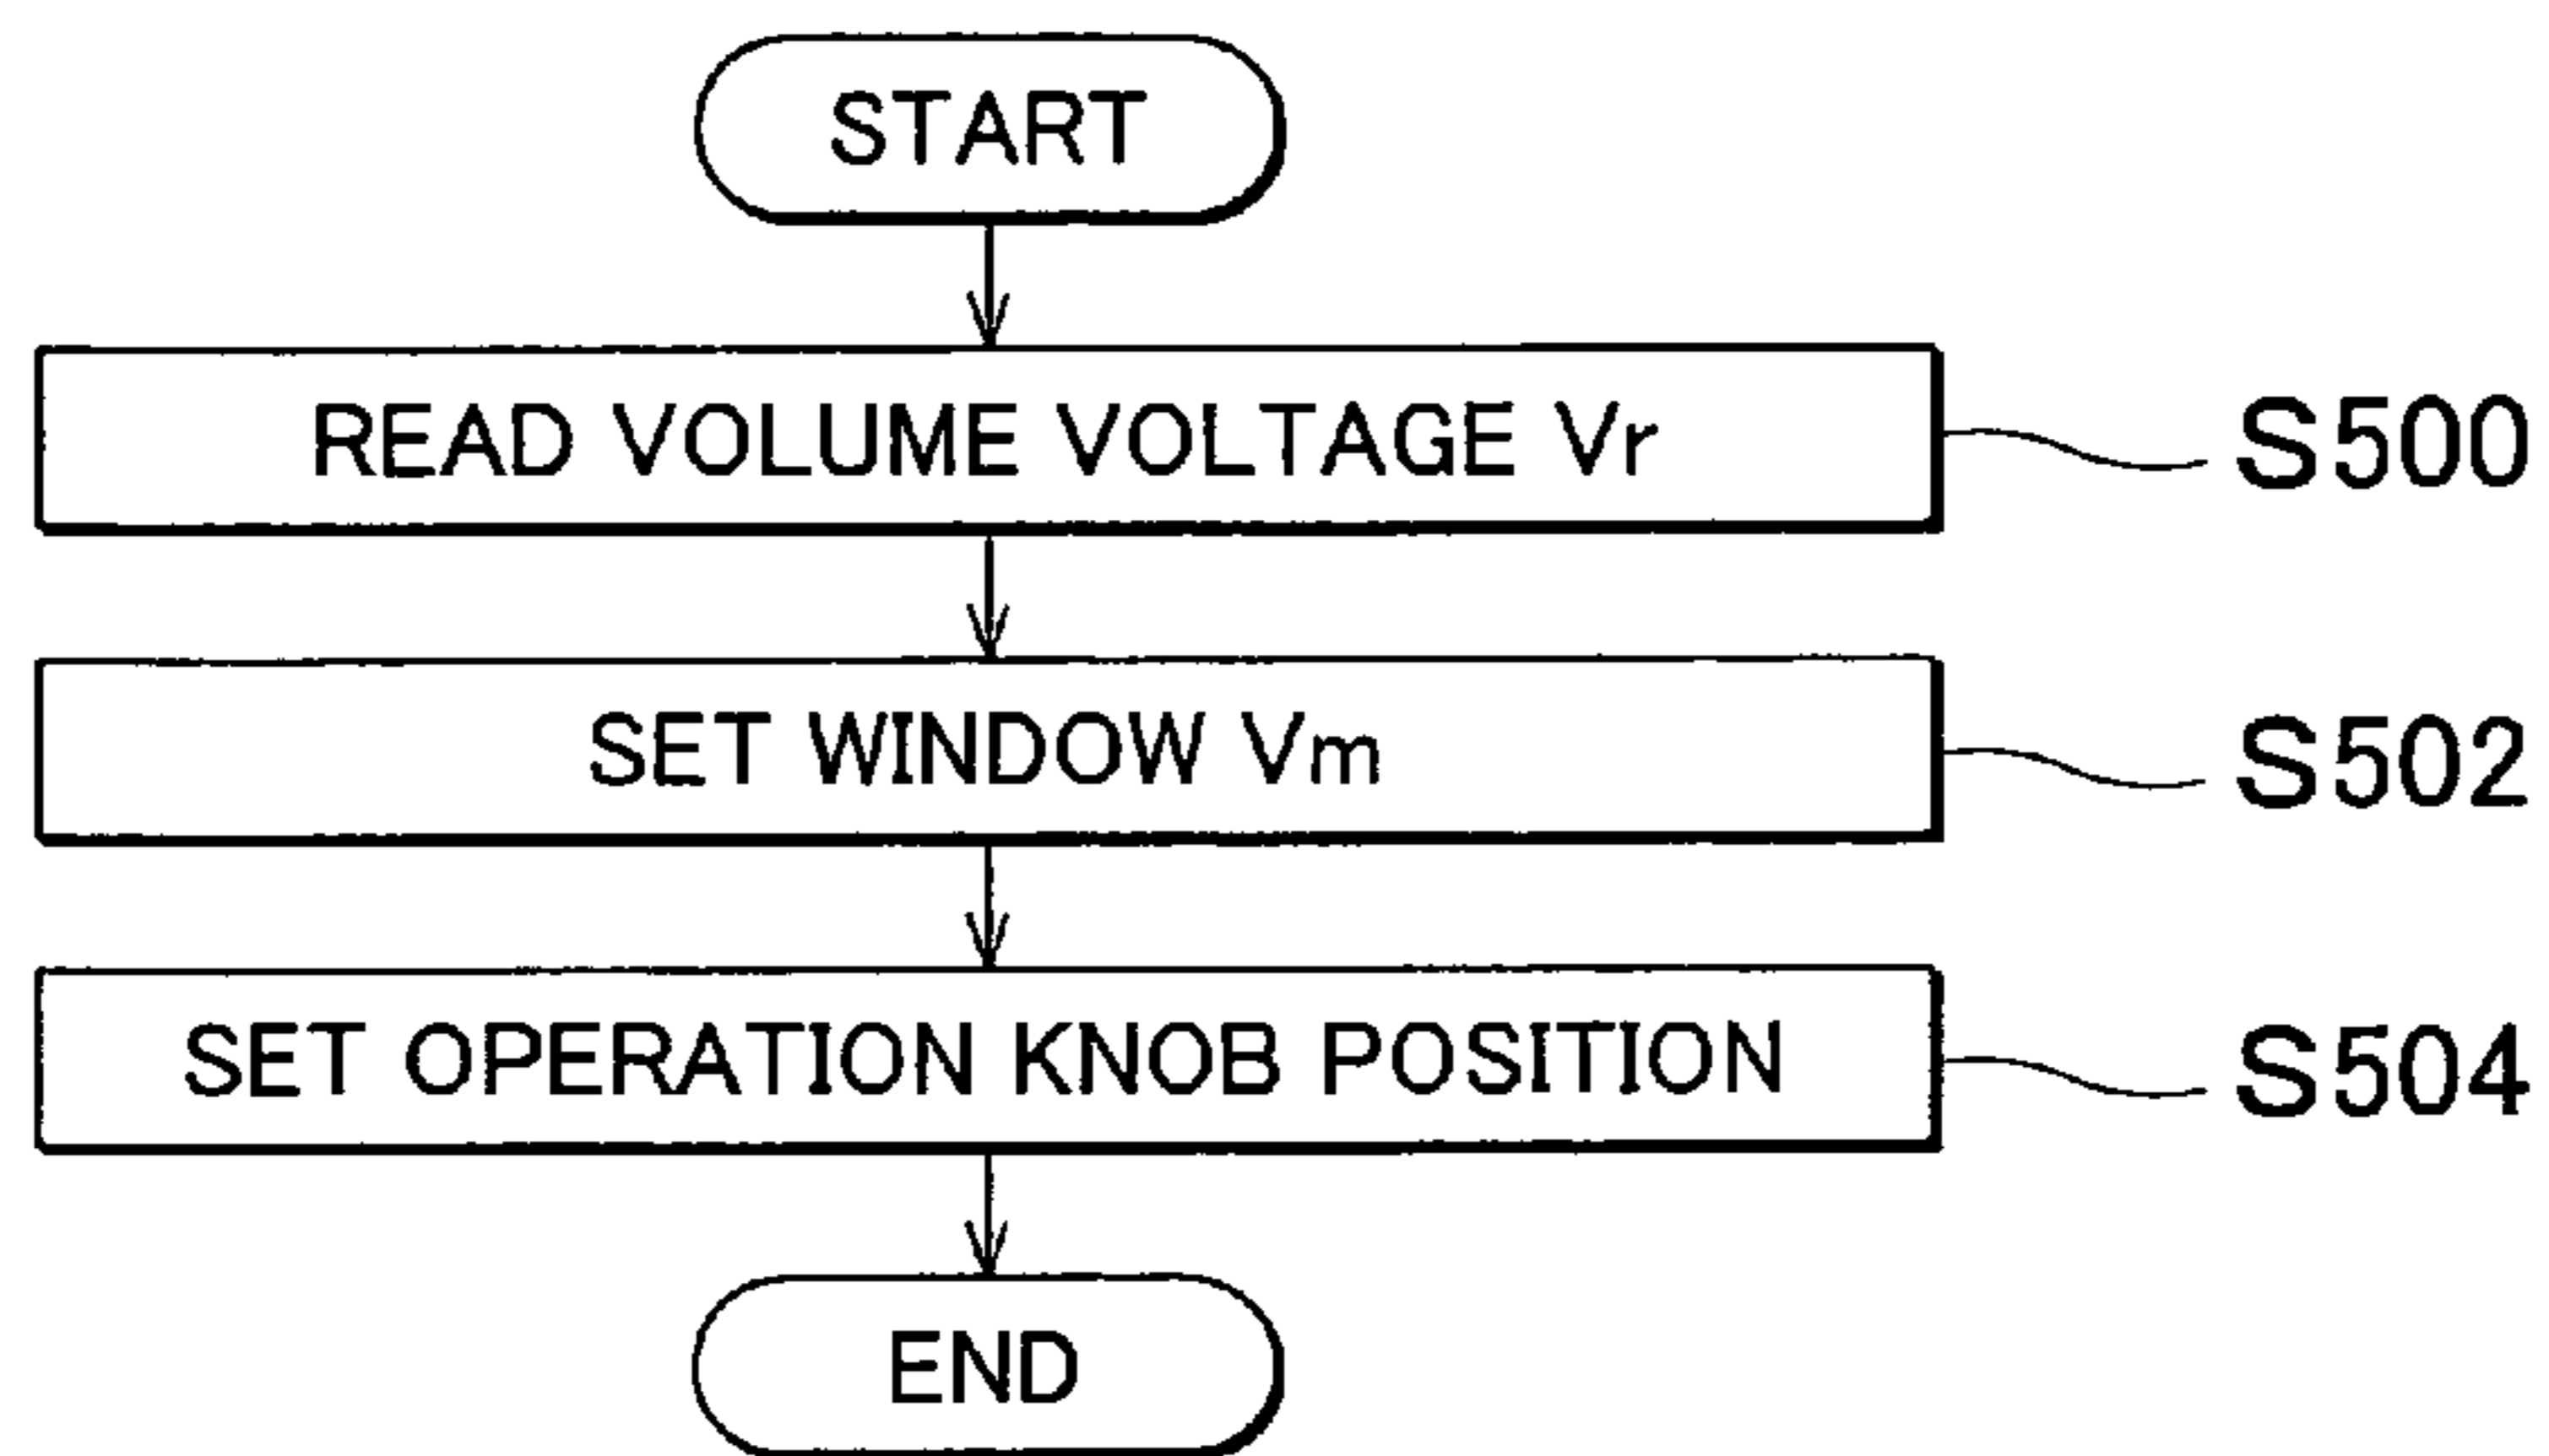 START
READ VOLUME VOLTAGE Vr
S500
SET WINDOW Vm
S502
SET OPERATION KNOB POSITION
S504
END